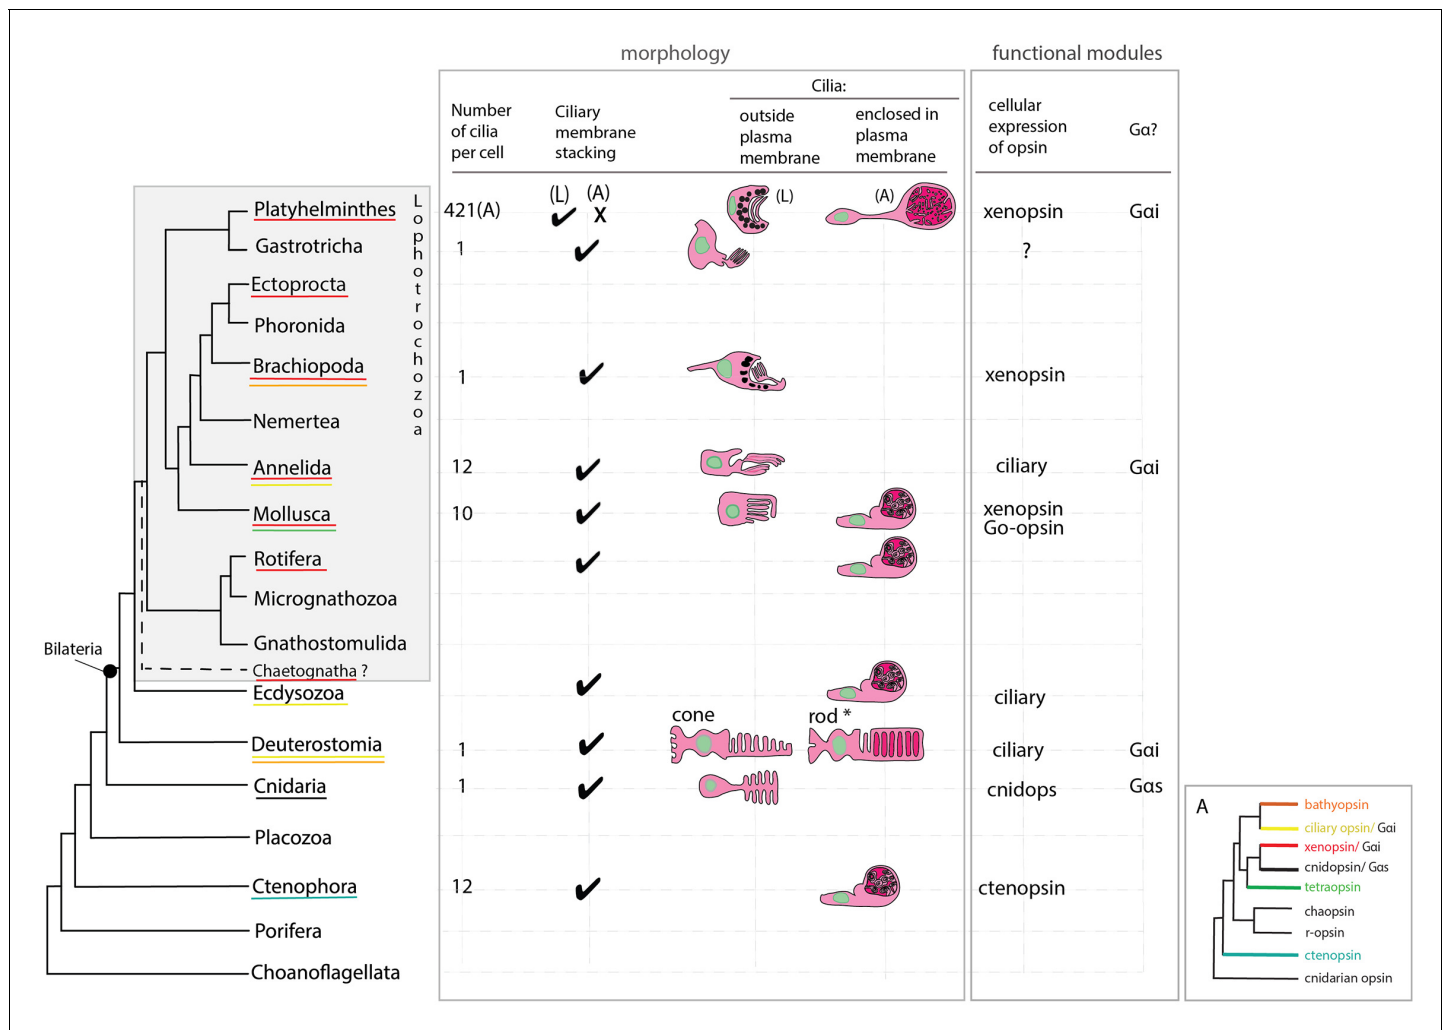 morphology
functional modules
Cilia:
Number
of cilia
per cell
Ciliary
membrane
stacking
outside
plasma
membrane
enclosed in
plasma
membrane
cellular
expression
of opsin
Gα?
Lophotrochozoa
(L)
(A)
Platyhelminthes
421(A)
X
(L)
(A)
xenopsin
Gαi
Gastrotricha
1
?
Ectoprocta
Phoronida
Brachiopoda
1
xenopsin
Nemertea
Annelida
12
ciliary
Gαi
Mollusca
10
xenopsin
Go-opsin
Rotifera
Micrognathozoa
Gnathostomulida
Bilateria
Chaetognatha ?
Ecdysozoa
ciliary
cone
rod *
Deuterostomia
1
ciliary
Gαi
Cnidaria
1
cnidops
Gαs
Placozoa
Ctenophora
12
ctenopsin
Porifera
Choanoflagellata
A
bathyopsin
ciliary opsin/ Gαi
xenopsin/ Gαi
cnidopsin/ Gαs
tetraopsin
chaopsin
r-opsin
ctenopsin
cnidarian opsin